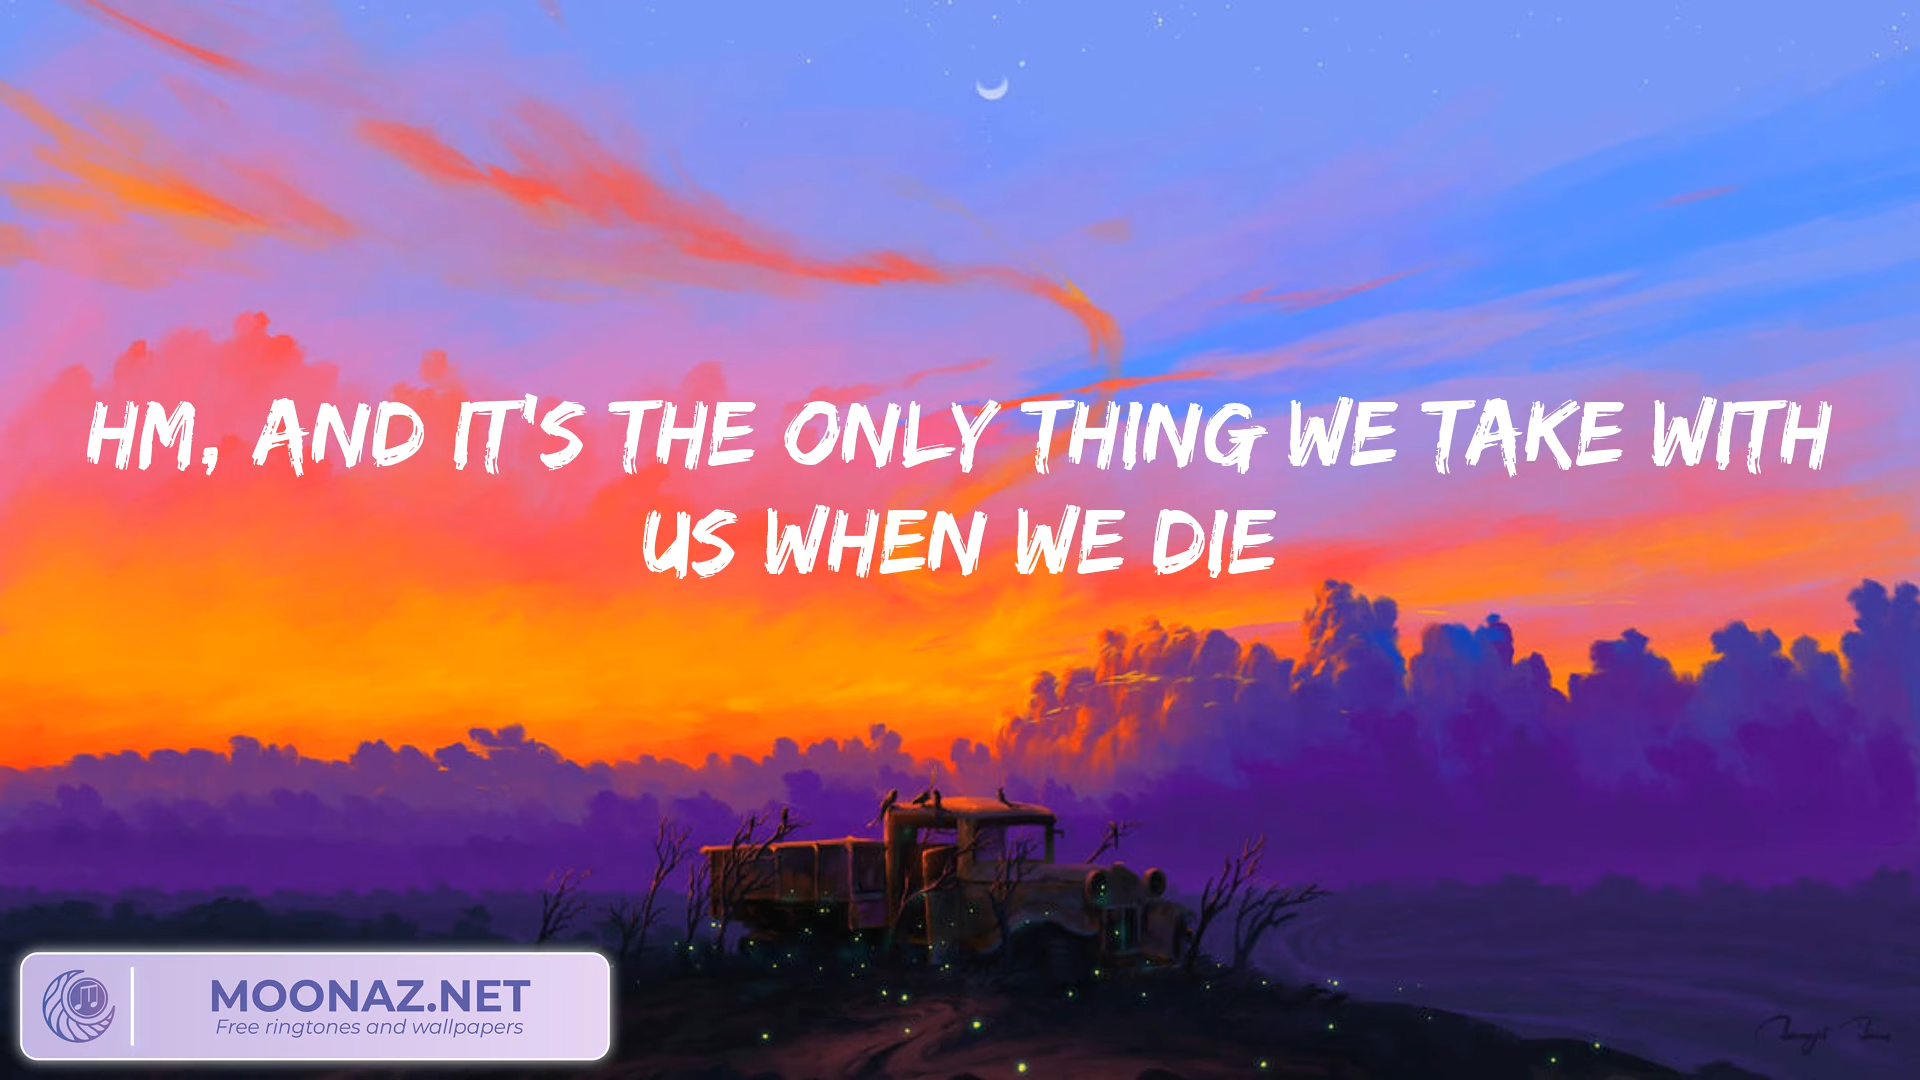 HM, AND IT'S THE ONLY THING WE TAKE WITH
US WHEN WE DIE
MOONAZ.NET
Free ringtones and wallpapers